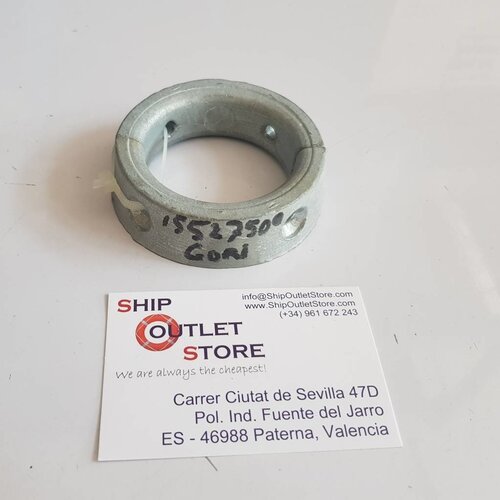 15527500
GORI
info@ShipOutletStore.com
www.ShipOutletStore.com
(+34) 961 672 243
SHIP
OUTLET
STORE
We are always the cheapest!
Carrer Ciutat de Sevilla 47D
Pol. Ind. Fuente del Jarro
ES - 46988 Paterna, Valencia